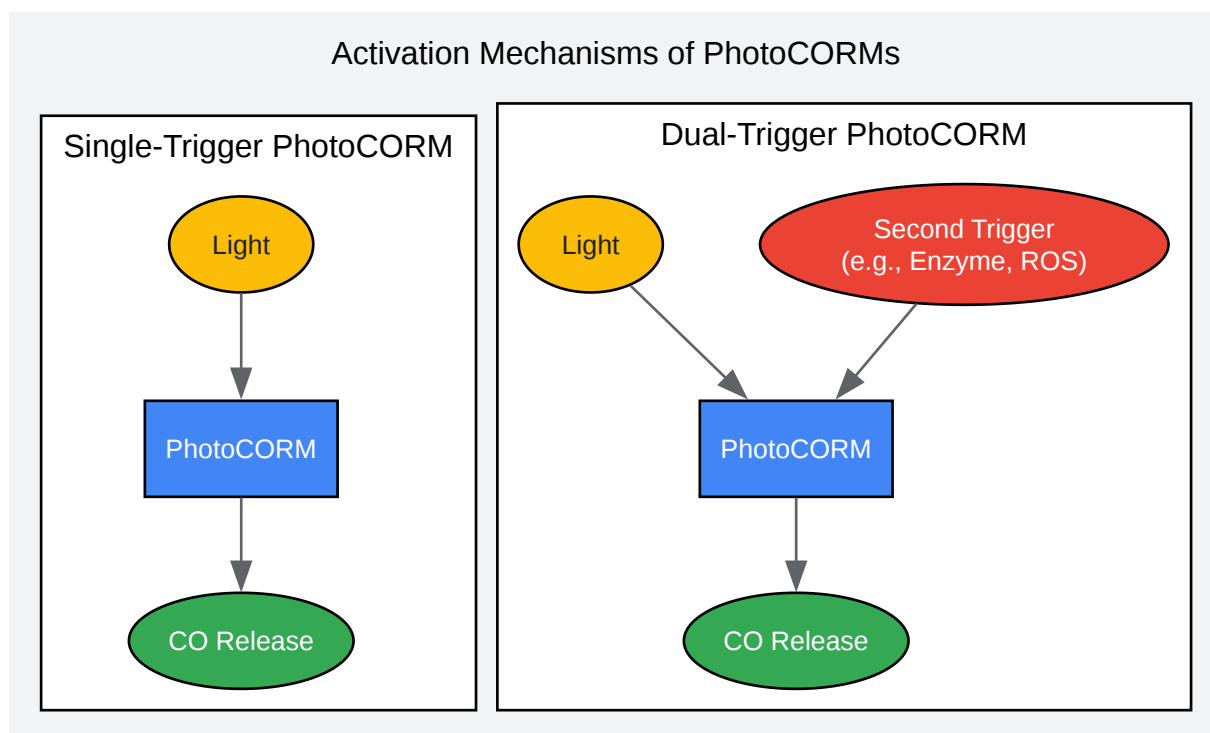 Activation Mechanisms of PhotoCORMs
Single-Trigger PhotoCORM
Light
PhotoCORM
CO Release
Dual-Trigger PhotoCORM
Light
Second Trigger
(e.g., Enzyme, ROS)
PhotoCORM
CO Release